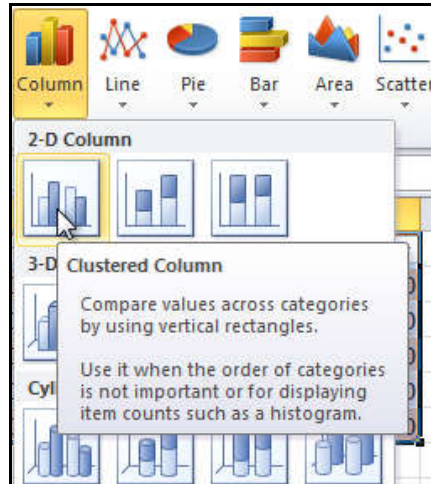 Column Line Pie Bar Area Scatter
2-D Column
3-D
Clustered Column
Compare values across categories
by using vertical rectangles.
Use it when the order of categories
is not important or for displaying
item counts such as a histogram.
Cyl